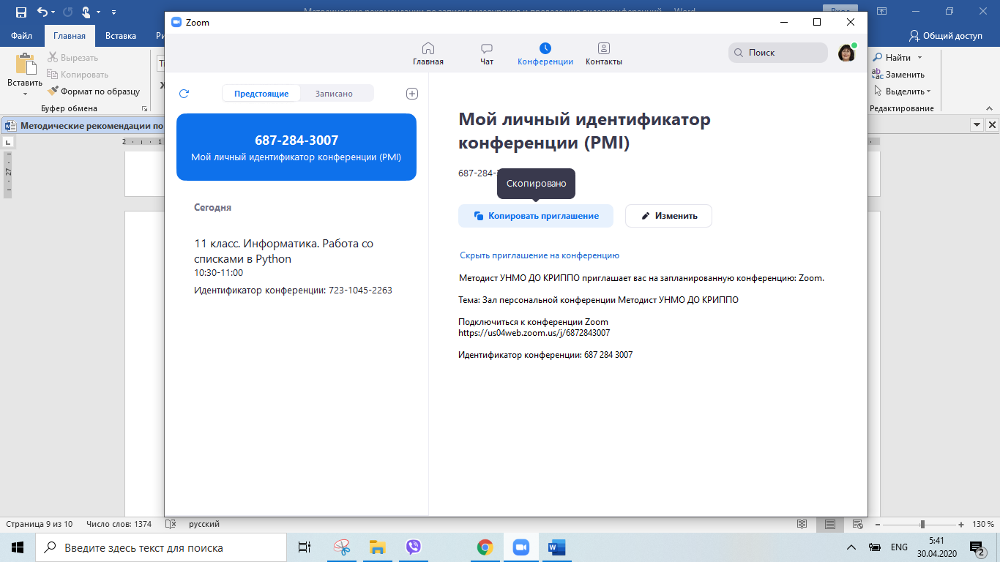 Методические рекомендации по записи видеоуроков и проведению видеоконференций - Word
Вход
Zoom
Файл
Главная
Вставка
Общий доступ
Главная
Чат
Конференции
Контакты
Поиск
Вставить
Вырезать
Копировать
Формат по образцу
Буфер обмена
Ж
Найти
Заменить
Выделить
Редактирование
Методические рекомендации по
Предстоящие
Записано
687-284-3007
Мой личный идентификатор конференции (PMI)
Сегодня
11 класс. Информатика. Работа со
списками в Python
10:30-11:00
Идентификатор конференции: 723-1045-2263
Мой личный идентификатор
конференции (PMI)
687-284-
Скопировано
Копировать приглашение
Изменить
Скрыть приглашение на конференцию
Методист УНМО ДО КРИППО приглашает вас на запланированную конференцию: Zoom.
Тема: Зал персональной конференции Методист УНМО ДО КРИППО
Подключиться к конференции Zoom
https://us04web.zoom.us/j/6872843007
Идентификатор конференции: 687 284 3007
2 1
27
Страница 9 из 10
Число слов: 1374
русский
130 %
Введите здесь текст для поиска
ENG
5:41
30.04.2020
2